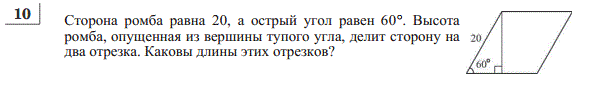 10
Сторона ромба равна 20, а острый угол равен 60°. Высота
ромба, опущенная из вершины тупого угла, делит сторону на
два отрезка. Каковы длины этих отрезков?
20
60°